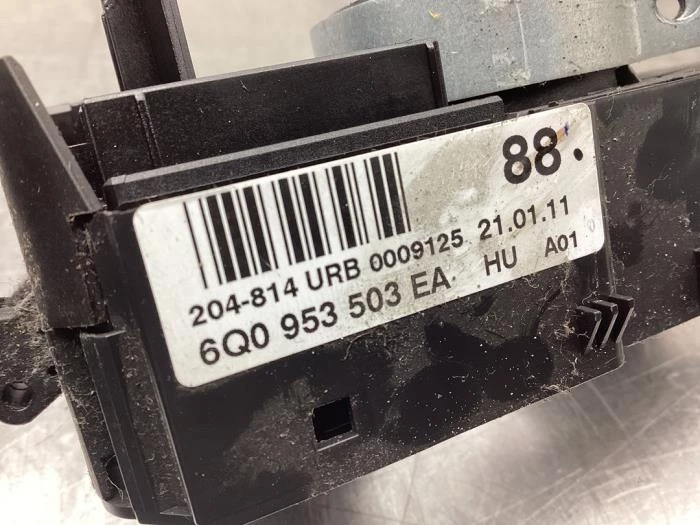 88.
204-814 URB 0009125 21.01.11
6Q0 953 503 EA HU A01